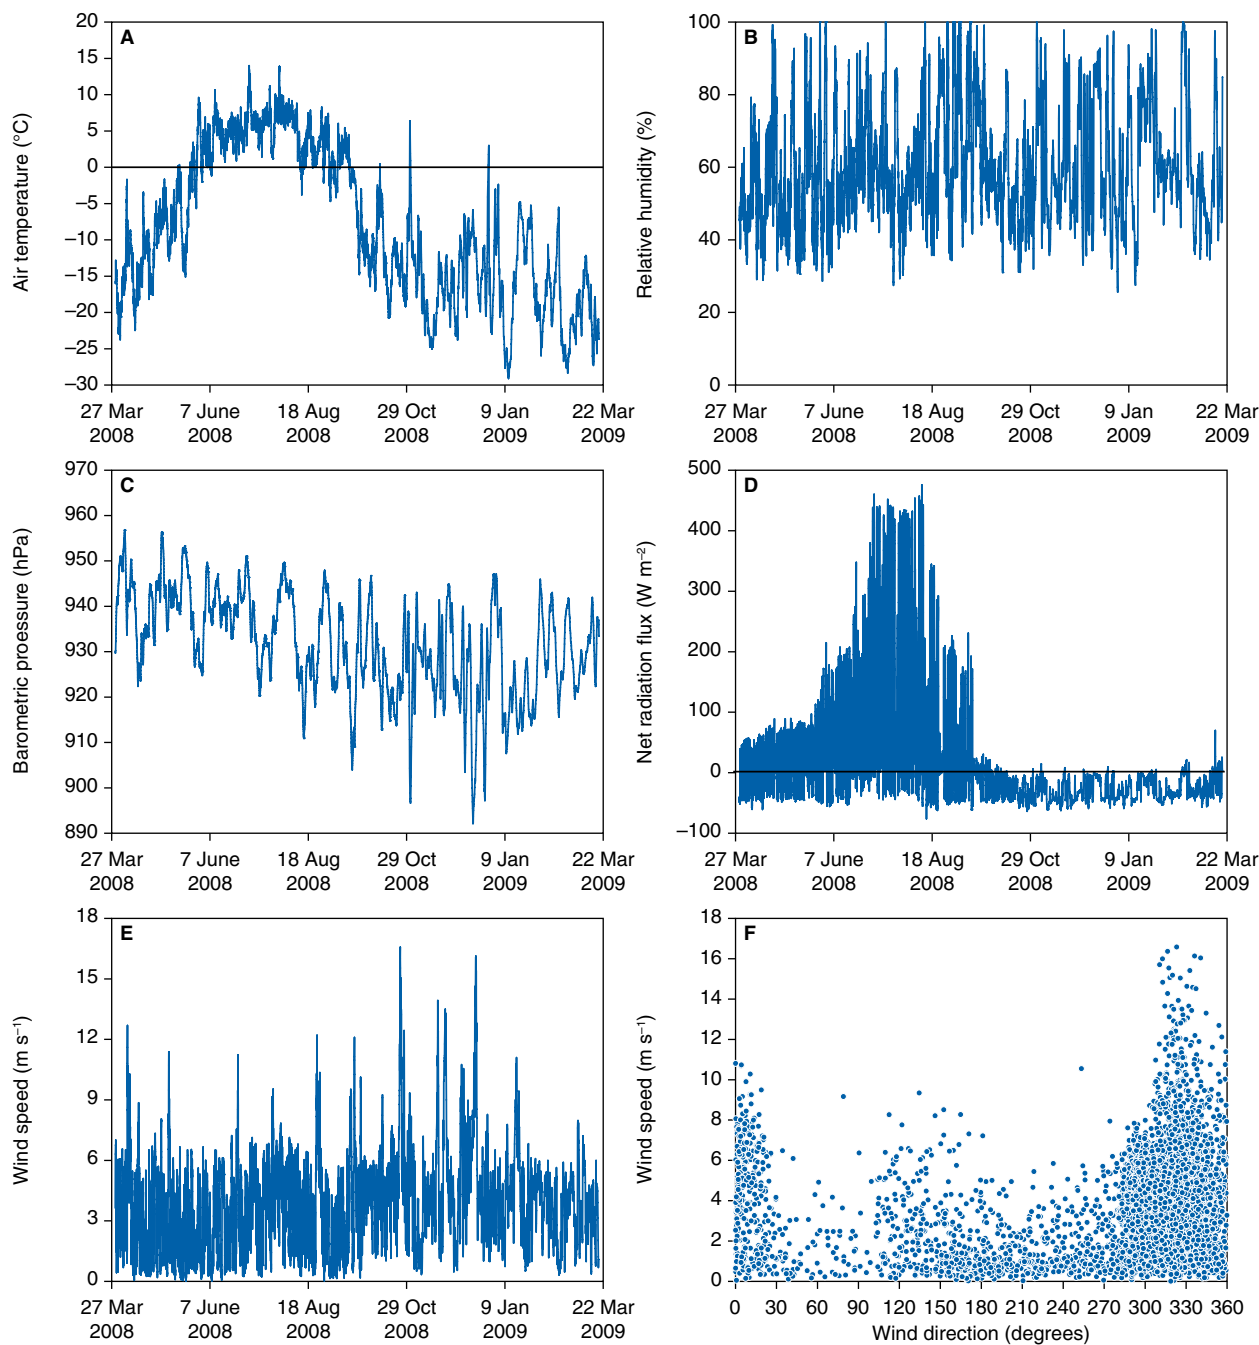 A
20
15
10
5
0
–5
–10
–15
–20
–25
–30
Air temperature (°C)
27 Mar 2008
7 June 2008
18 Aug 2008
29 Oct 2008
9 Jan 2009
22 Mar 2009
B
100
80
60
40
20
0
Relative humidity (%)
27 Mar 2008
7 June 2008
18 Aug 2008
29 Oct 2008
9 Jan 2009
22 Mar 2009
C
970
960
950
940
930
920
910
900
890
Barometric proessure (hPa)
27 Mar 2008
7 June 2008
18 Aug 2008
29 Oct 2008
9 Jan 2009
22 Mar 2009
D
500
400
300
200
100
0
–100
Net radiation flux (W m–2)
27 Mar 2008
7 June 2008
18 Aug 2008
29 Oct 2008
9 Jan 2009
22 Mar 2009
E
18
15
12
9
6
3
0
Wind speed (m s–1)
27 Mar 2008
7 June 2008
18 Aug 2008
29 Oct 2008
9 Jan 2009
22 Mar 2009
F
18
16
14
12
10
8
6
4
2
0
Wind speed (m s–1)
0 30 60 90 120 150 180 210 240 270 300 330 360
Wind direction (degrees)